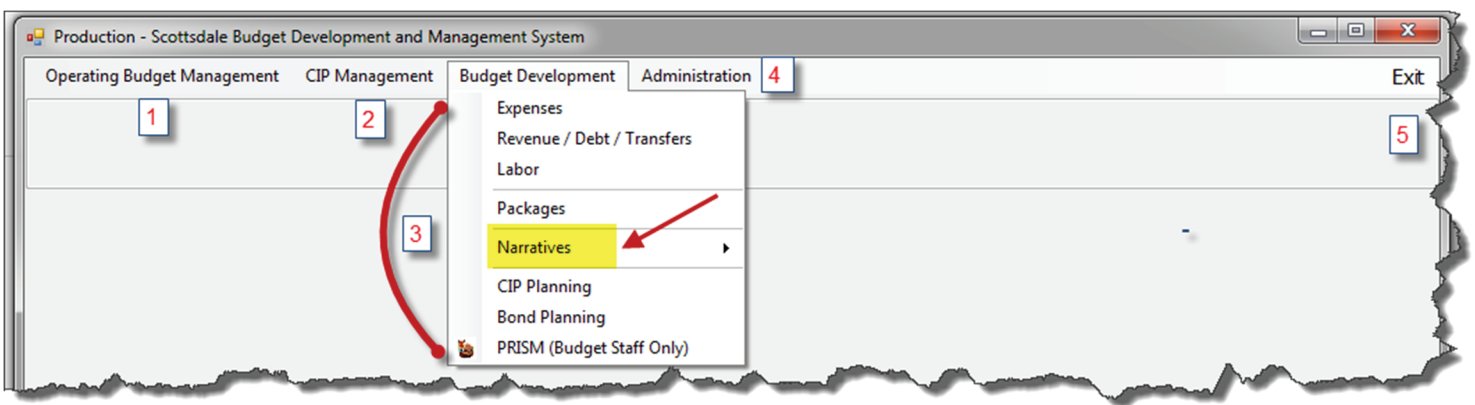 Production - Scottsdale Budget Development and Management System
Operating Budget Management CIP Management Budget Development Administration 4 Exit
1 2 5
Expenses
Revenue / Debt / Transfers
Labor
Packages
3
Narratives
CIP Planning
Bond Planning
PRISM (Budget Staff Only)